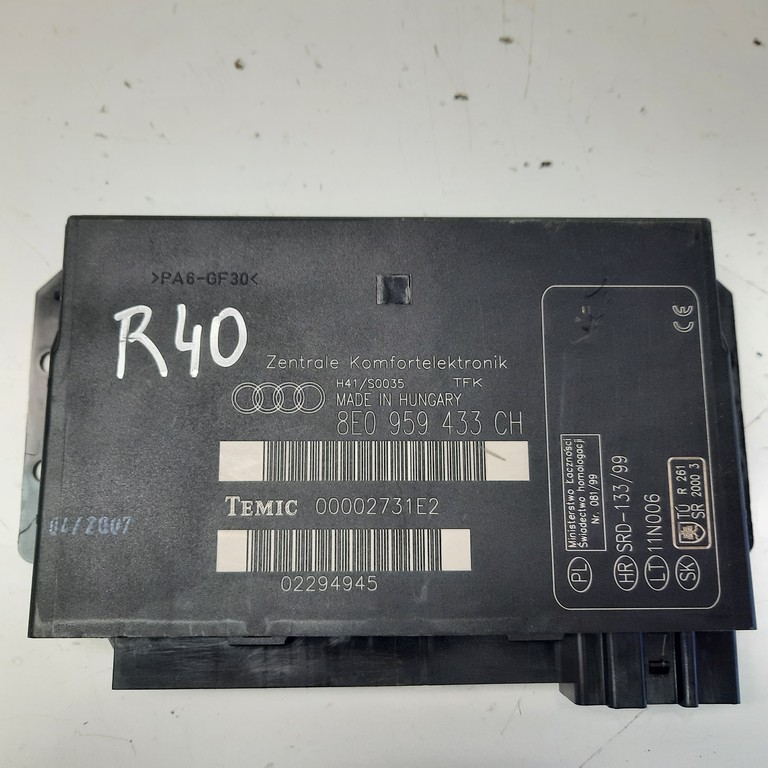 >PA6-GF30<
R40
Zentrale Komfortelektronik
H41/S0035 TFK
MADE IN HUNGARY
8E0 959 433 CH
TEMIC 00002731E2
04/2007
02294945
CE
PL Ministerstwo Łączności
Świadectwo homologacji
Nr. 081/99
HR SRD-133/99
LT 11N006
SK TÚ R 261
SR 2000 3